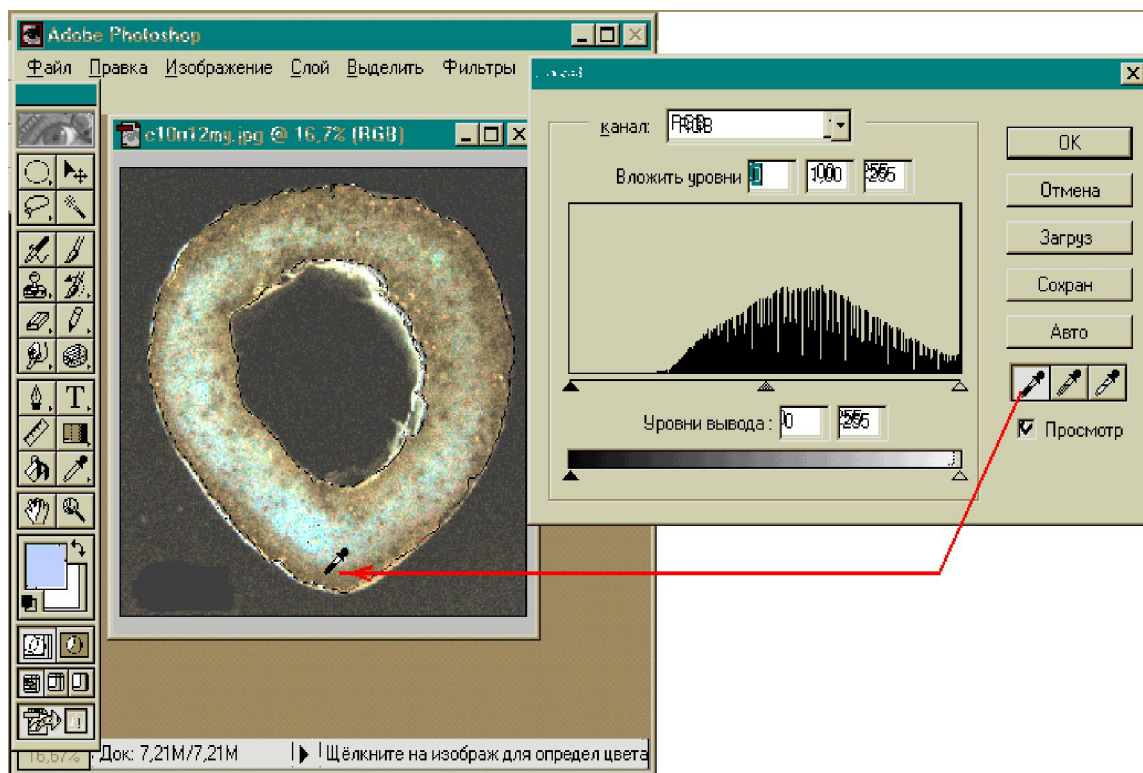 Adobe Photoshop
Файл Правка Изображение Слой Выделить Фильтры
c10n12my.jpg @ 16,7% (RGB)
канал: RGB
Вложить уровни 0 1,00 255
OK
Отмена
Загруз
Сохран
Авто
Уровни вывода : 0 255
Просмотр
T
16,67% Док: 7,21M/7,21M Щёлкните на изображ для определ цвета